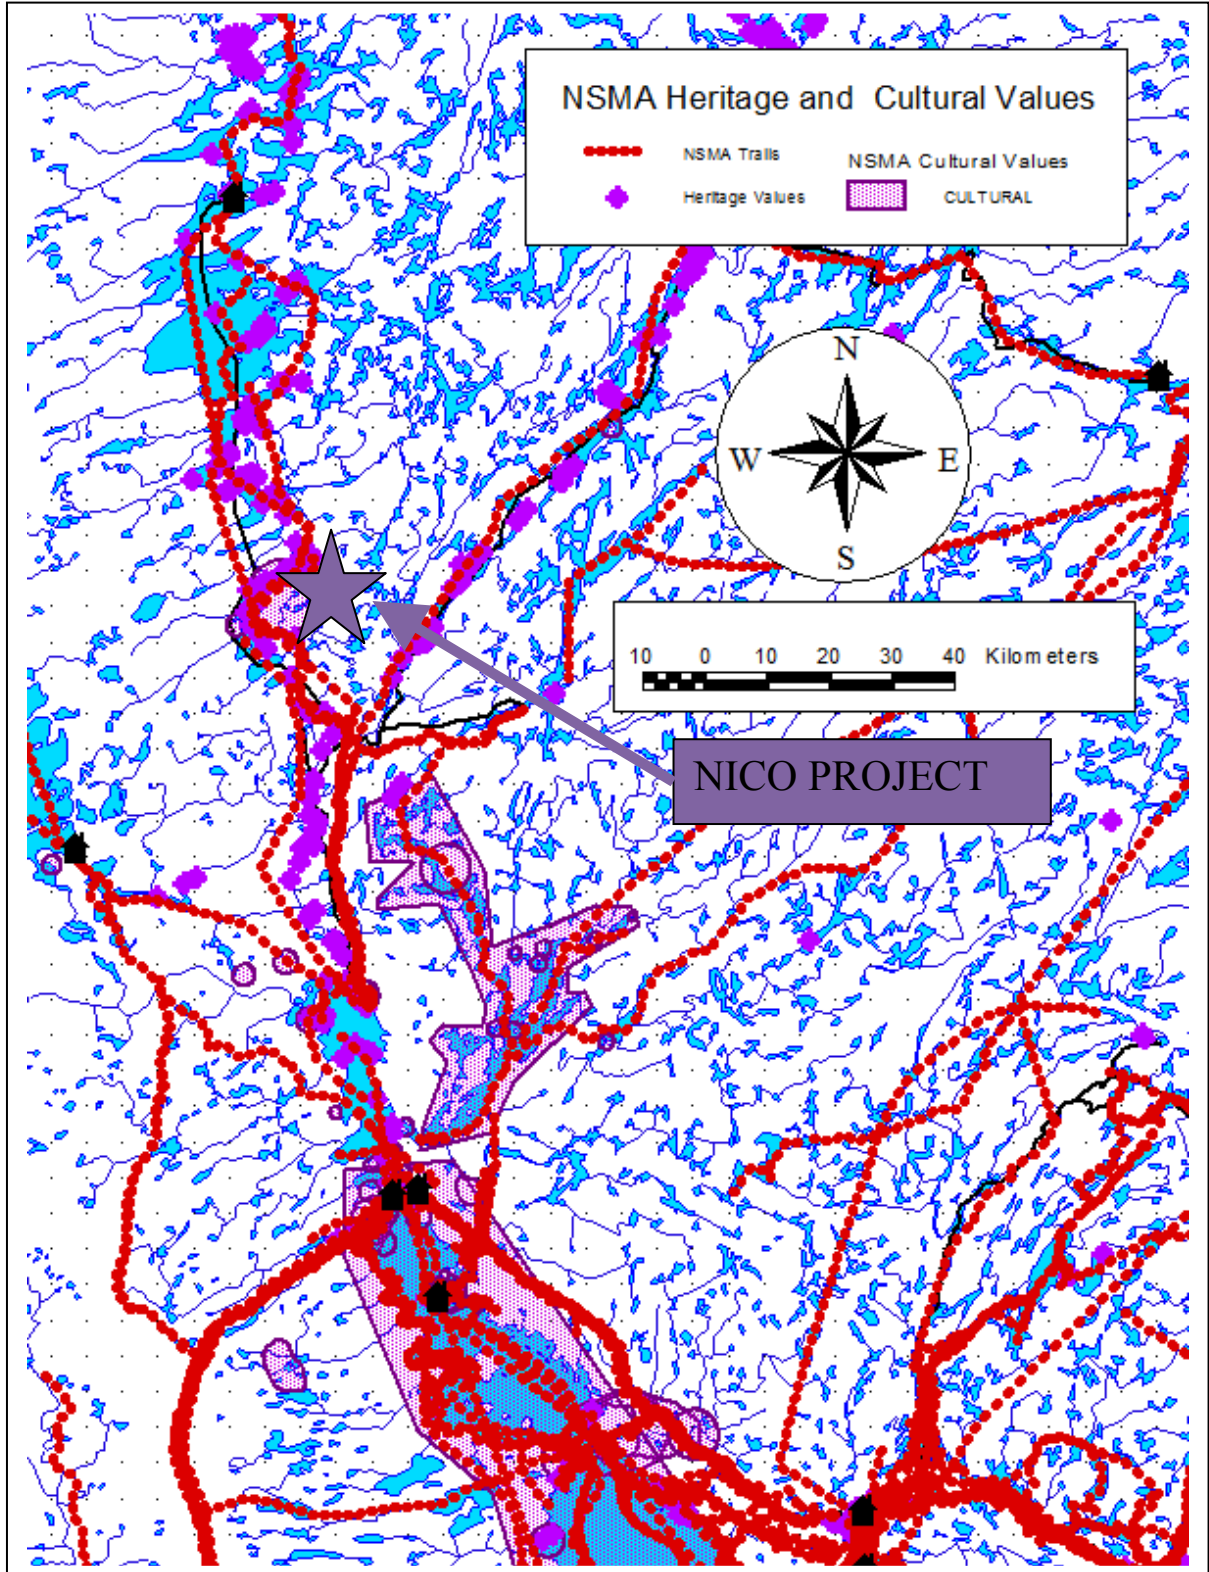 NSMA Heritage and Cultural Values
NSMA Trails
Heritage Values
NSMA Cultural Values
CULTURAL
N
W
E
S
10 0 10 20 30 40 Kilometers
NICO PROJECT